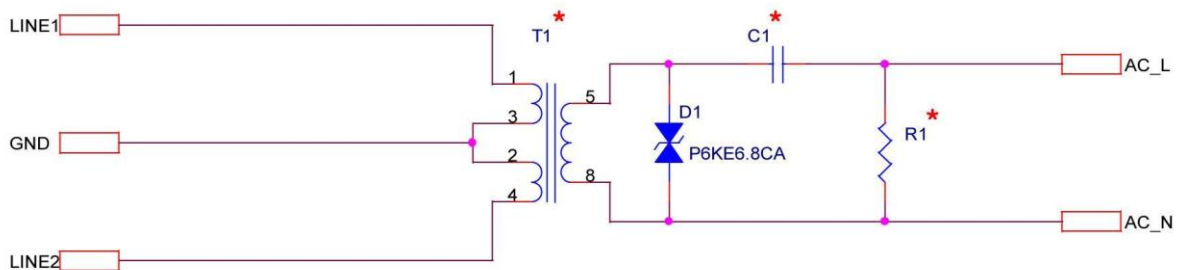 LINE1
T1*
C1*
1
5
AC_L
3
D1
R1*
GND
2
P6KE6.8CA
8
4
AC_N
LINE2